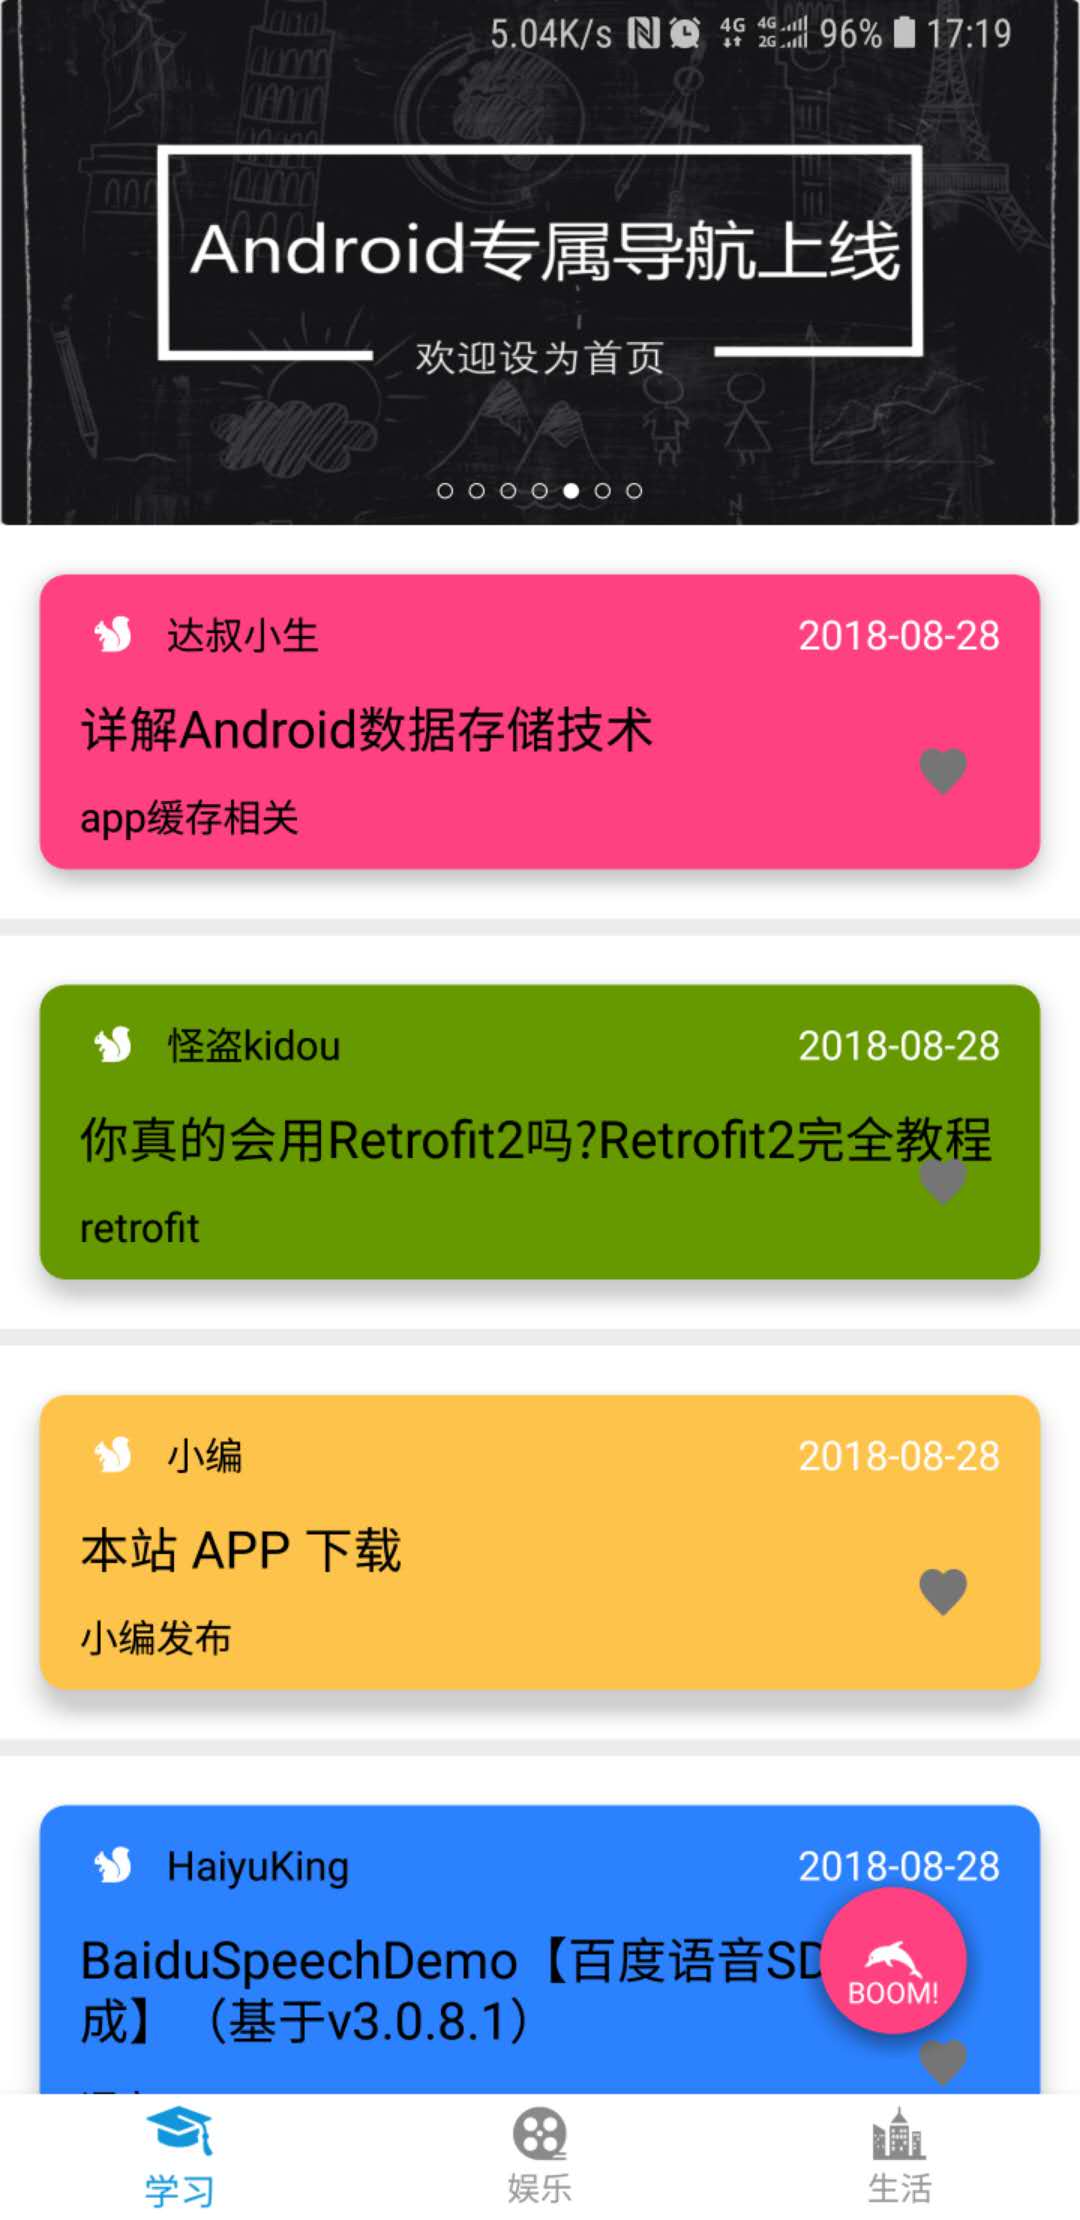 5.04K/s 4G 4G 2G 96% 17:19
Android专属导航上线
欢迎设为首页
达叔小生 2018-08-28
详解Android数据存储技术
app缓存相关
怪盗kidou 2018-08-28
你真的会用Retrofit2吗?Retrofit2完全教程
retrofit
小编 2018-08-28
本站 APP 下载
小编发布
HaiyuKing 2018-08-28
BaiduSpeechDemo【百度语音SD
成】（基于v3.0.8.1）
BOOM!
学习 娱乐 生活